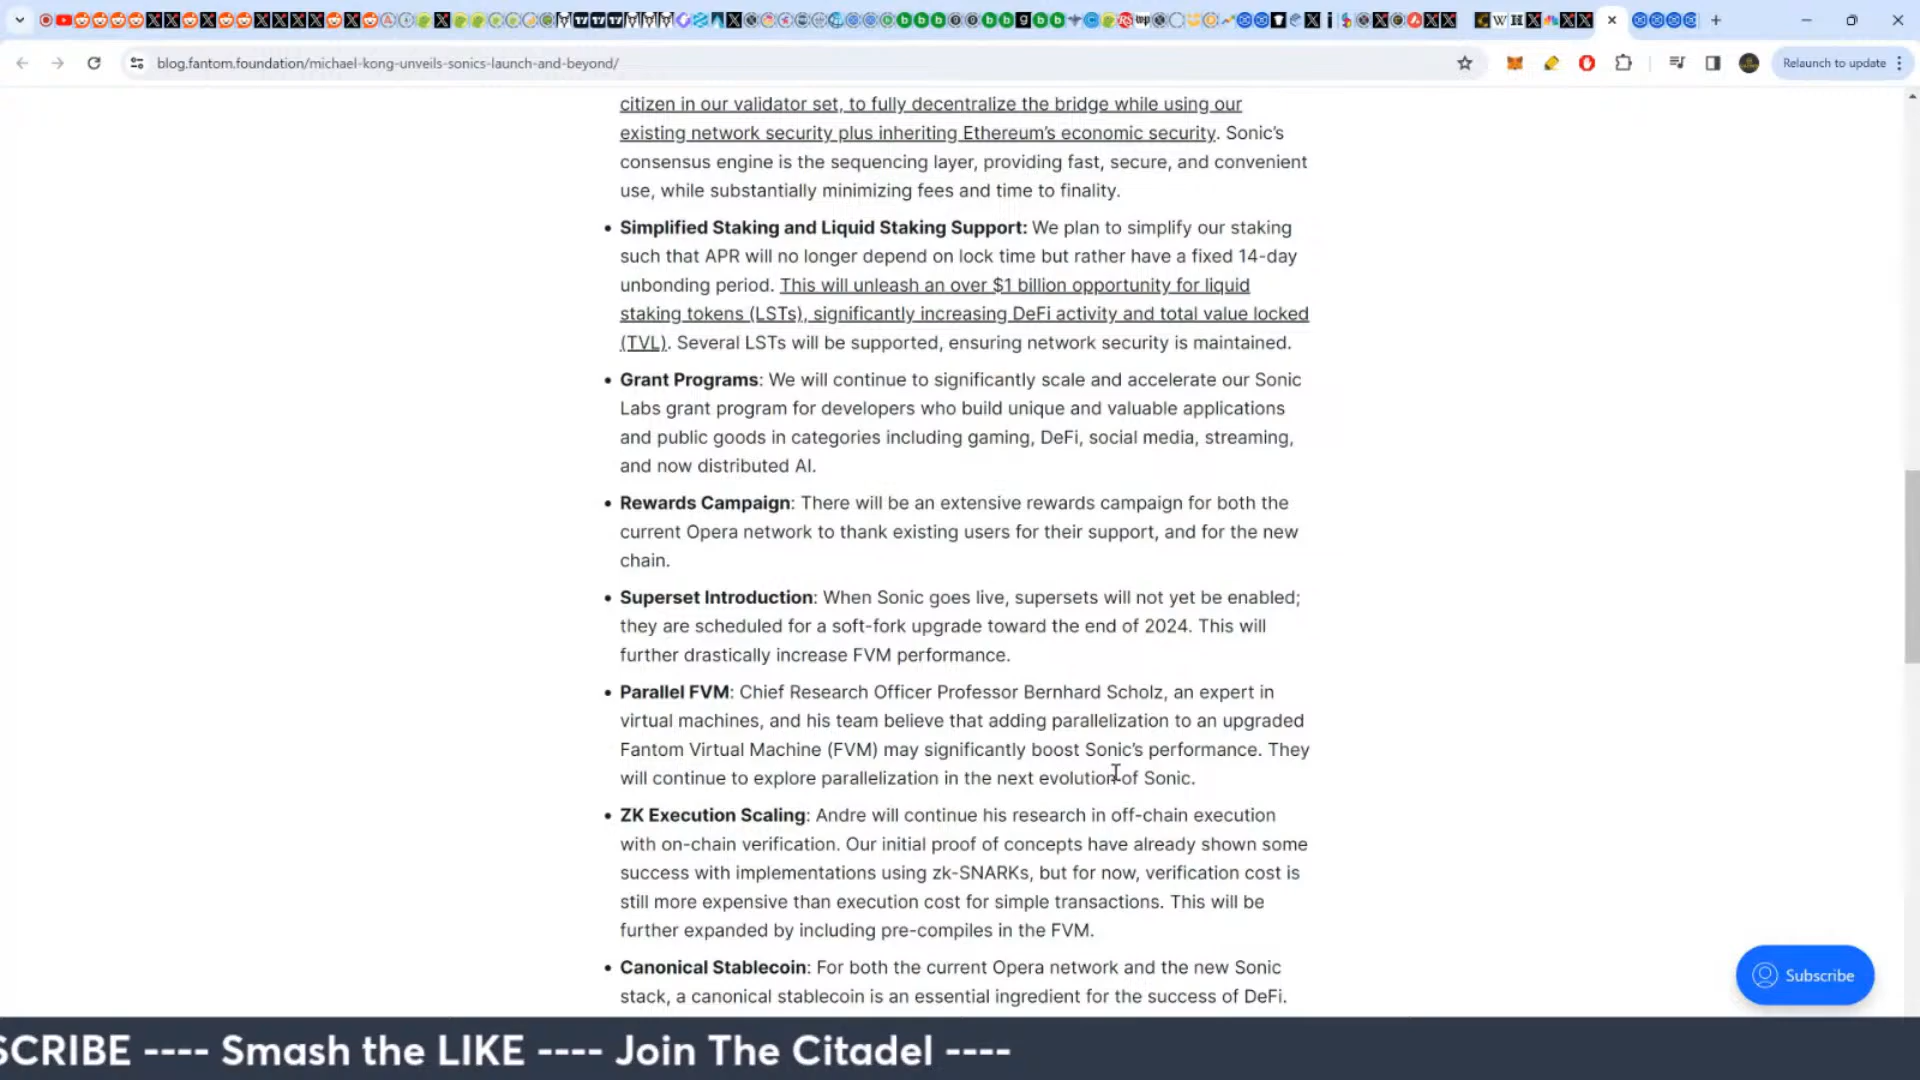 blog.fantom.foundation/michael-kong-unveils-sonics-launch-and-beyond/
Relaunch to update
citizen in our validator set, to fully decentralize the bridge while using our
existing network security plus inheriting Ethereum’s economic security. Sonic’s
consensus engine is the sequencing layer, providing fast, secure, and convenient
use, while substantially minimizing fees and time to finality.
• Simplified Staking and Liquid Staking Support: We plan to simplify our staking
such that APR will no longer depend on lock time but rather have a fixed 14-day
unbonding period. This will unleash an over $1 billion opportunity for liquid
staking tokens (LSTs), significantly increasing DeFi activity and total value locked
(TVL). Several LSTs will be supported, ensuring network security is maintained.
• Grant Programs: We will continue to significantly scale and accelerate our Sonic
Labs grant program for developers who build unique and valuable applications
and public goods in categories including gaming, DeFi, social media, streaming,
and now distributed AI.
• Rewards Campaign: There will be an extensive rewards campaign for both the
current Opera network to thank existing users for their support, and for the new
chain.
• Superset Introduction: When Sonic goes live, supersets will not yet be enabled;
they are scheduled for a soft-fork upgrade toward the end of 2024. This will
further drastically increase FVM performance.
• Parallel FVM: Chief Research Officer Professor Bernhard Scholz, an expert in
virtual machines, and his team believe that adding parallelization to an upgraded
Fantom Virtual Machine (FVM) may significantly boost Sonic’s performance. They
will continue to explore parallelization in the next evolution of Sonic.
• ZK Execution Scaling: Andre will continue his research in off-chain execution
with on-chain verification. Our initial proof of concepts have already shown some
success with implementations using zk-SNARKs, but for now, verification cost is
still more expensive than execution cost for simple transactions. This will be
further expanded by including pre-compiles in the FVM.
• Canonical Stablecoin: For both the current Opera network and the new Sonic
stack, a canonical stablecoin is an essential ingredient for the success of DeFi.
Subscribe
SCRIBE ---- Smash the LIKE ---- Join The Citadel ----